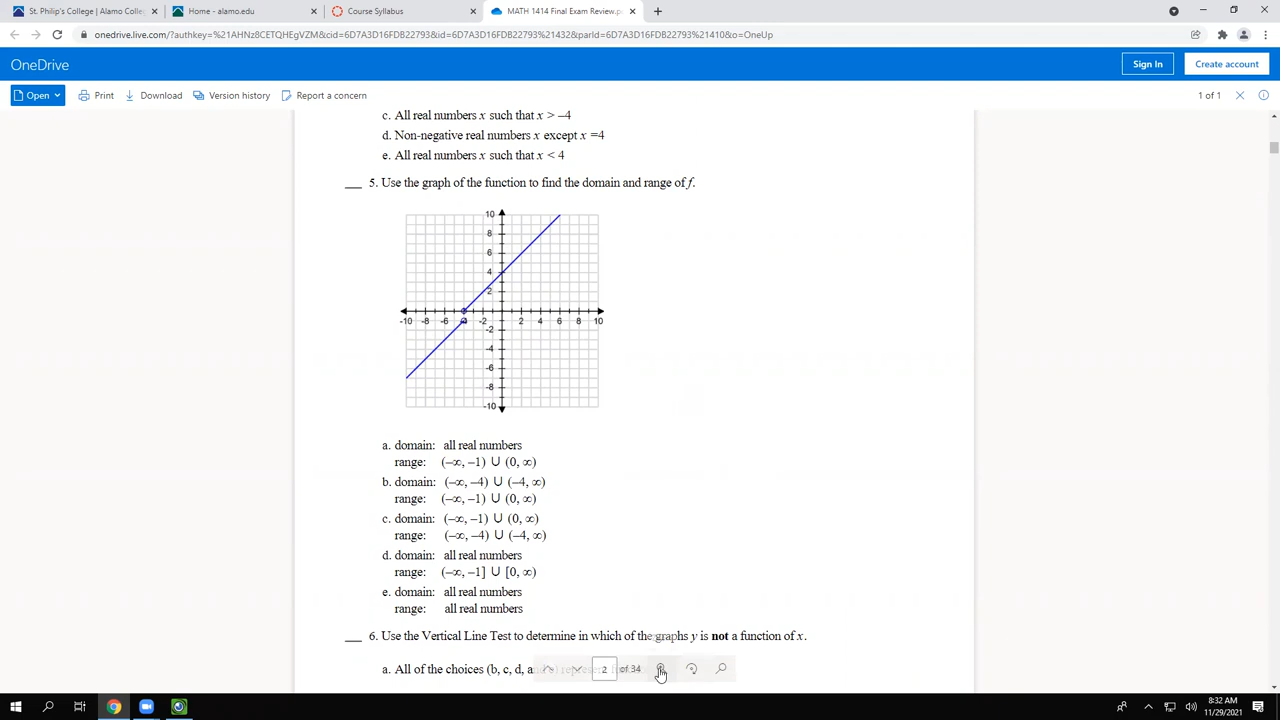 St. Philip's College | Alamo Colle
Home - alamo.edu
Course Syllabus
MATH 1414 Final Exam Review.pd
onedrive.live.com/?authkey=%21AHNz8CETQHEgVZM&cid=6D7A3D16FDB22793&id=6D7A3D16FDB22793%21432&parId=6D7A3D16FDB22793%21410&o=OneUp
OneDrive
Sign In
Create account
Open
Print
Download
Version history
Report a concern
1 of 1
c. All real numbers x such that x > –4
d. Non-negative real numbers x except x =4
e. All real numbers x such that x < 4
___ 5. Use the graph of the function to find the domain and range of f.
10
8
6
4
2
-10 -8 -6 -2 2 4 6 8 10
-2
-4
-6
-8
-10
a. domain: all real numbers
range: (–∞, –1) ∪ (0, ∞)
b. domain: (–∞, –4) ∪ (–4, ∞)
range: (–∞, –1) ∪ (0, ∞)
c. domain: (–∞, –1) ∪ (0, ∞)
range: (–∞, –4) ∪ (–4, ∞)
d. domain: all real numbers
range: (–∞, –1] ∪ [0, ∞)
e. domain: all real numbers
range: all real numbers
___ 6. Use the Vertical Line Test to determine in which of the graphs y is not a function of x.
a. All of the choices (b, c, d, and
2 of 34
8:32 AM
11/29/2021